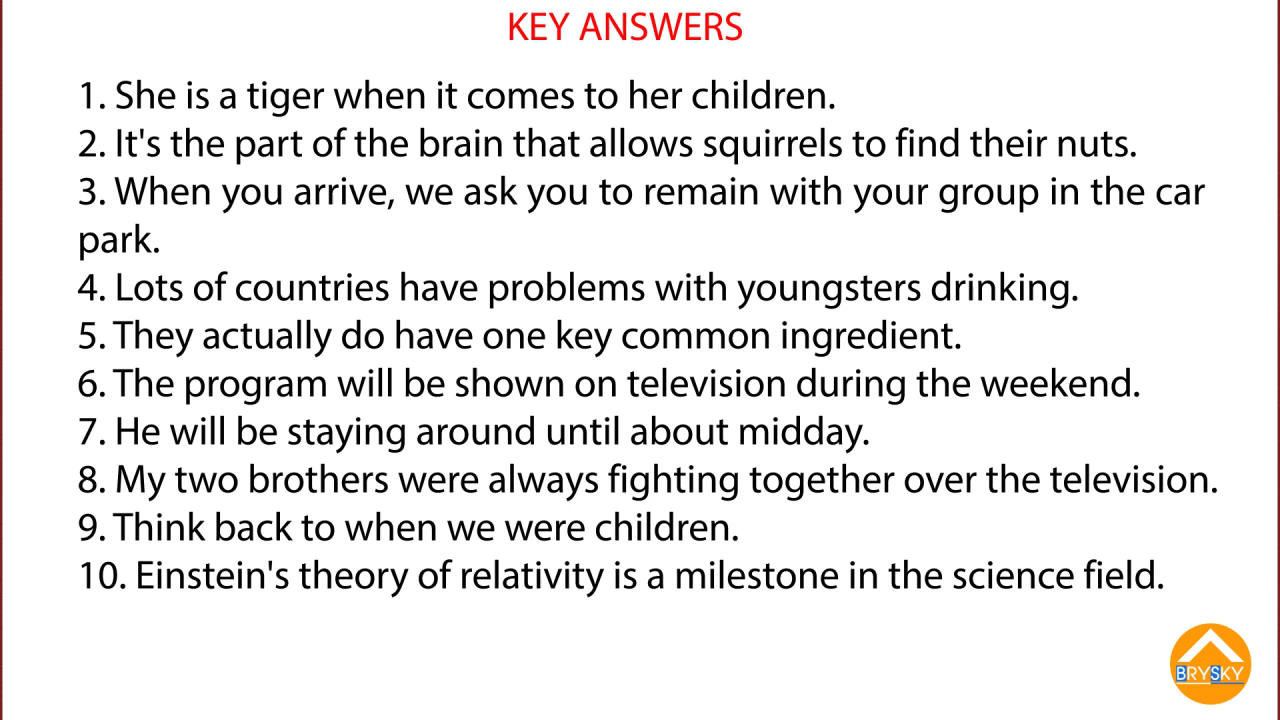 KEY ANSWERS
1. She is a tiger when it comes to her children.
2. It's the part of the brain that allows squirrels to find their nuts.
3. When you arrive, we ask you to remain with your group in the car
park.
4. Lots of countries have problems with youngsters drinking.
5. They actually do have one key common ingredient.
6. The program will be shown on television during the weekend.
7. He will be staying around until about midday.
8. My two brothers were always fighting together over the television.
9. Think back to when we were children.
10. Einstein's theory of relativity is a milestone in the science field.
BRYSKY